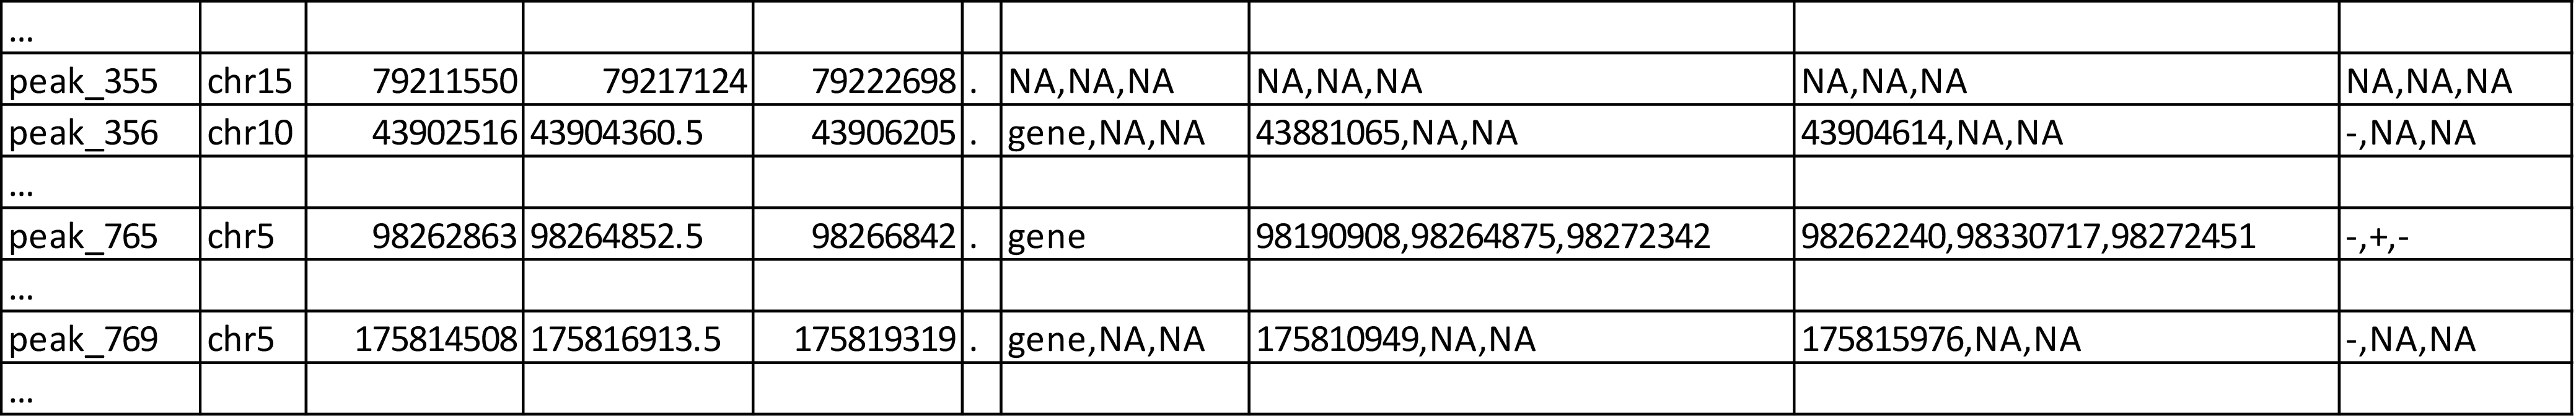 ...
peak_355 chr15 79211550 79217124 79222698 . NA,NA,NA NA,NA,NA NA,NA,NA NA,NA,NA
peak_356 chr10 43902516 43904360.5 43906205 . gene,NA,NA 43881065,NA,NA 43904614,NA,NA -,NA,NA
...
peak_765 chr5 98262863 98264852.5 98266842 . gene 98190908,98264875,98272342 98262240,98330717,98272451 -,+,-
...
peak_769 chr5 175814508 175816913.5 175819319 . gene,NA,NA 175810949,NA,NA 175815976,NA,NA -,NA,NA
...